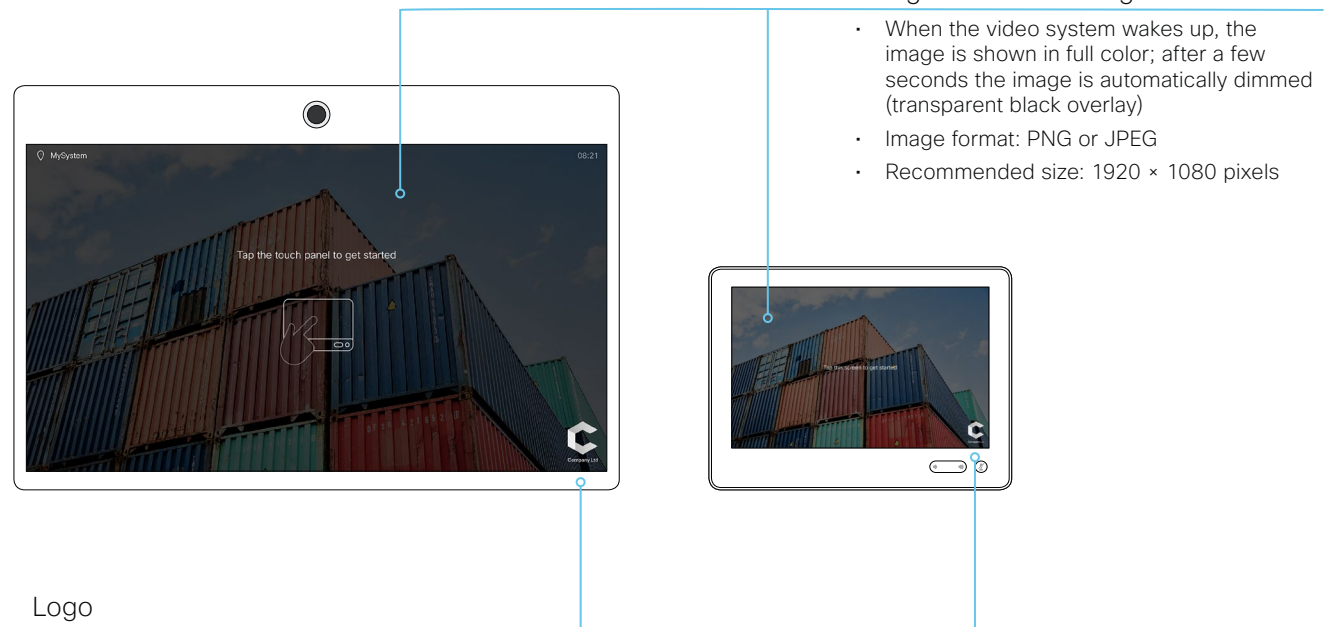 • When the video system wakes up, the
image is shown in full color; after a few
seconds the image is automatically dimmed
(transparent black overlay)
• Image format: PNG or JPEG
• Recommended size: 1920 × 1080 pixels
MySystem
08:21
Tap the touch panel to get started
Company Ltd
Tap the screen to get started!
Logo